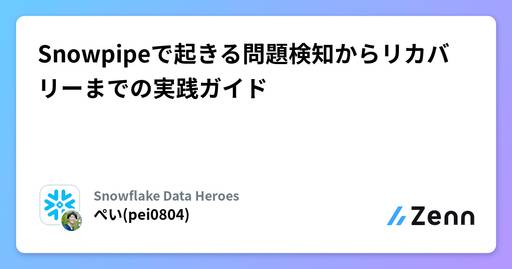 Snowpipeで起きる問題検知からリカバ
リーまでの実践ガイド
Snowflake Data Heroes
ぺい(pei0804)
Zenn